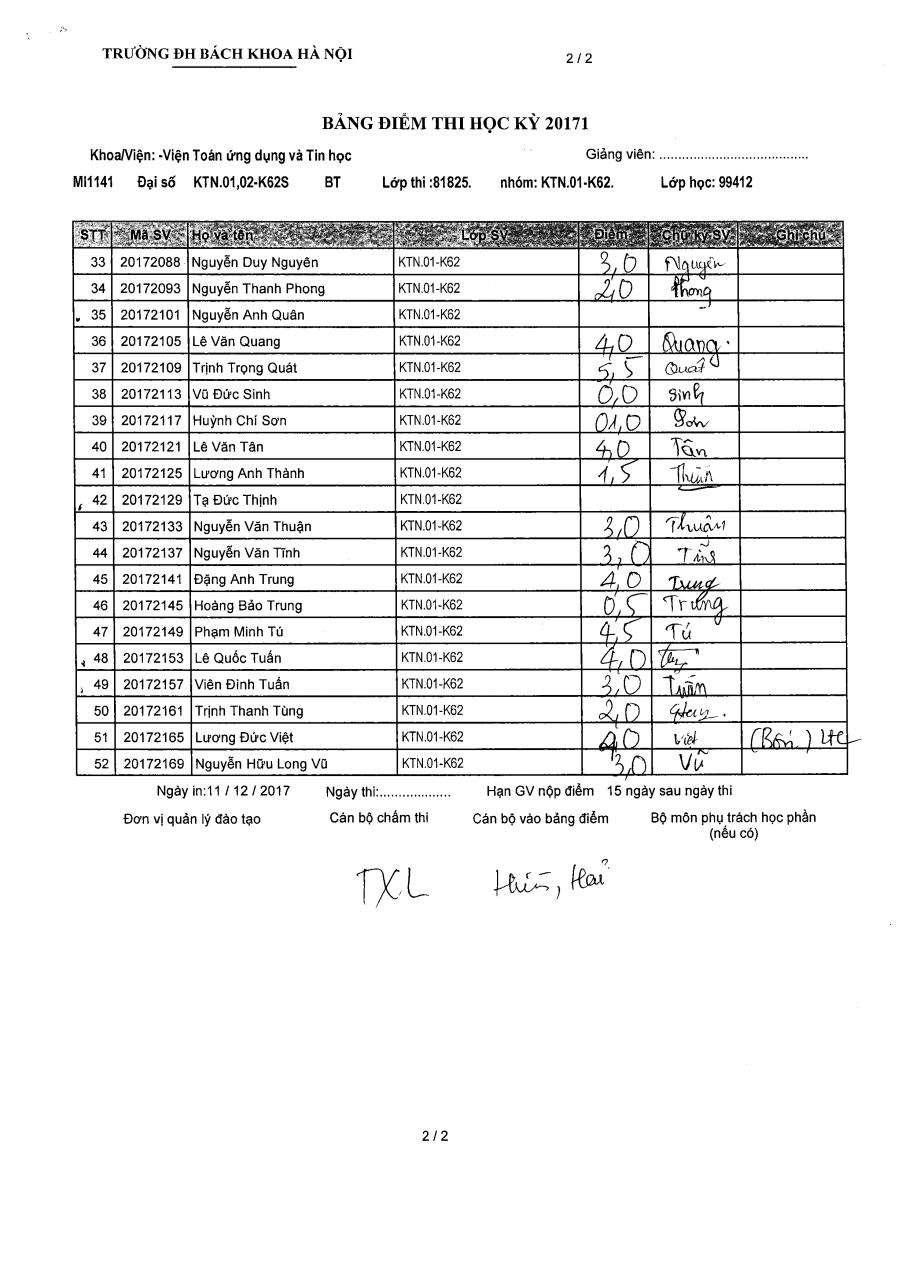 TRƯỜNG ĐH BÁCH KHOA HÀ NỘI 2 / 2
BẢNG ĐIỂM THI HỌC KỲ 20171
Khoa/Viện: -Viện Toán ứng dụng và Tin học Giảng viên: ........................................
MI1141 Đại số KTN.01,02-K62S BT Lớp thi :81825. nhóm: KTN.01-K62. Lớp học: 99412
STT Mã SV Họ và tên Lớp SV Điểm Chữ ký SV Ghi chú
33 20172088 Nguyễn Duy Nguyên KTN.01-K62 3,0 Nguyên
34 20172093 Nguyễn Thanh Phong KTN.01-K62 2,0 Phong
35 20172101 Nguyễn Anh Quân KTN.01-K62
36 20172105 Lê Văn Quang KTN.01-K62 4,0 Quang
37 20172109 Trịnh Trọng Quát KTN.01-K62 5,5 Quát
38 20172113 Vũ Đức Sinh KTN.01-K62 0,0 Sinh
39 20172117 Huỳnh Chí Sơn KTN.01-K62 01,0 Sơn
40 20172121 Lê Văn Tân KTN.01-K62 4,0 Tân
41 20172125 Lương Anh Thành KTN.01-K62 1,5
42 20172129 Tạ Đức Thịnh KTN.01-K62
43 20172133 Nguyễn Văn Thuận KTN.01-K62 3,0 Thuận
44 20172137 Nguyễn Văn Tĩnh KTN.01-K62 3,0
45 20172141 Đặng Anh Trung KTN.01-K62 4,0 Trung
46 20172145 Hoàng Bảo Trung KTN.01-K62 0,5 Trung
47 20172149 Phạm Minh Tú KTN.01-K62 4,5 Tú
48 20172153 Lê Quốc Tuấn KTN.01-K62 4,0
49 20172157 Viên Đình Tuấn KTN.01-K62 3,0 Tuấn
50 20172161 Trịnh Thanh Tùng KTN.01-K62 2,0
51 20172165 Lương Đức Việt KTN.01-K62 4,0 Việt (Bốn)
52 20172169 Nguyễn Hữu Long Vũ KTN.01-K62 3,0 Vũ
Ngày in:11 / 12 / 2017 Ngày thi:................... Hạn GV nộp điểm 15 ngày sau ngày thi
Đơn vị quản lý đào tạo Cán bộ chấm thi Cán bộ vào bảng điểm Bộ môn phụ trách học phần
(nếu có)
TXL
2 / 2